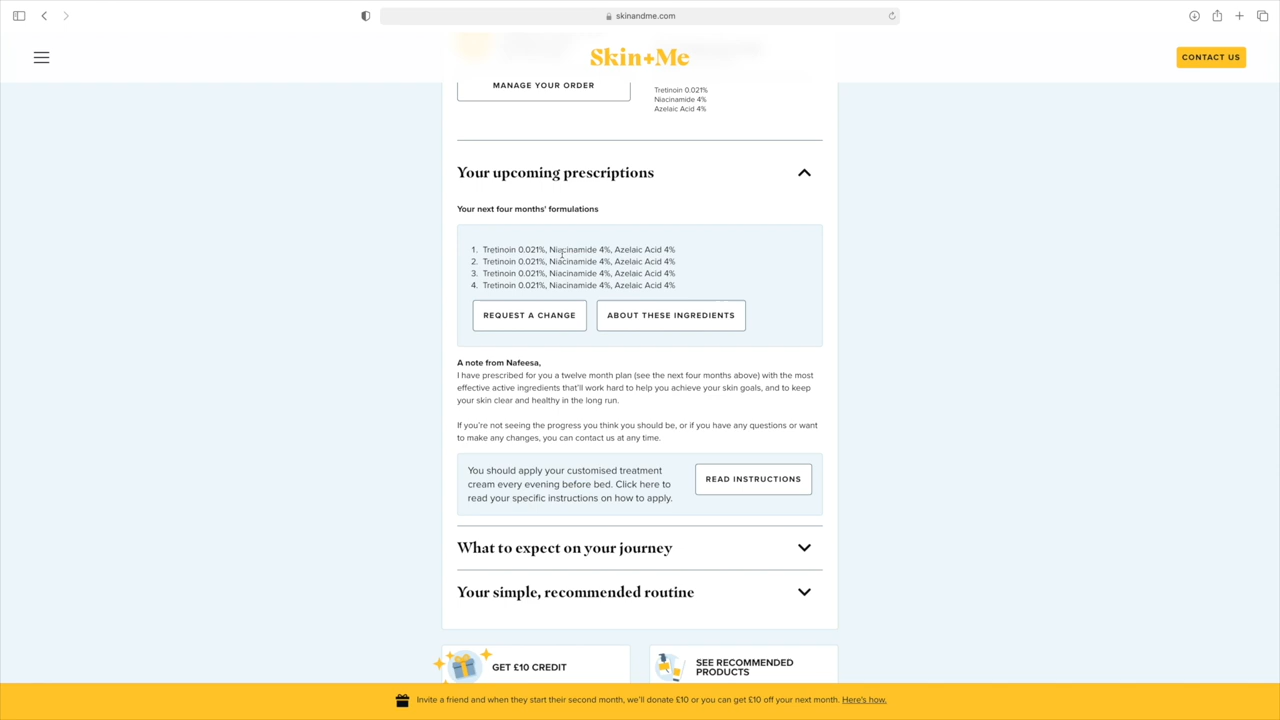 skinandme.com
Skin+Me
CONTACT US
MANAGE YOUR ORDER
Tretinoin 0.021%
Niacinamide 4%
Azelaic Acid 4%
Your upcoming prescriptions
Your next four months' formulations
1. Tretinoin 0.021%, Niacinamide 4%, Azelaic Acid 4%
2. Tretinoin 0.021%, Niacinamide 4%, Azelaic Acid 4%
3. Tretinoin 0.021%, Niacinamide 4%, Azelaic Acid 4%
4. Tretinoin 0.021%, Niacinamide 4%, Azelaic Acid 4%
REQUEST A CHANGE
ABOUT THESE INGREDIENTS
A note from Nafeesa,
I have prescribed for you a twelve month plan (see the next four months above) with the most
effective active ingredients that'll work hard to help you achieve your skin goals, and to keep
your skin clear and healthy in the long run.
If you're not seeing the progress you think you should be, or if you have any questions or want
to make any changes, you can contact us at any time.
You should apply your customised treatment
cream every evening before bed. Click here to
read your specific instructions on how to apply.
READ INSTRUCTIONS
What to expect on your journey
Your simple, recommended routine
GET £10 CREDIT
SEE RECOMMENDED
PRODUCTS
Invite a friend and when they start their second month, we'll donate £10 or you can get £10 off your next month. Here's how.